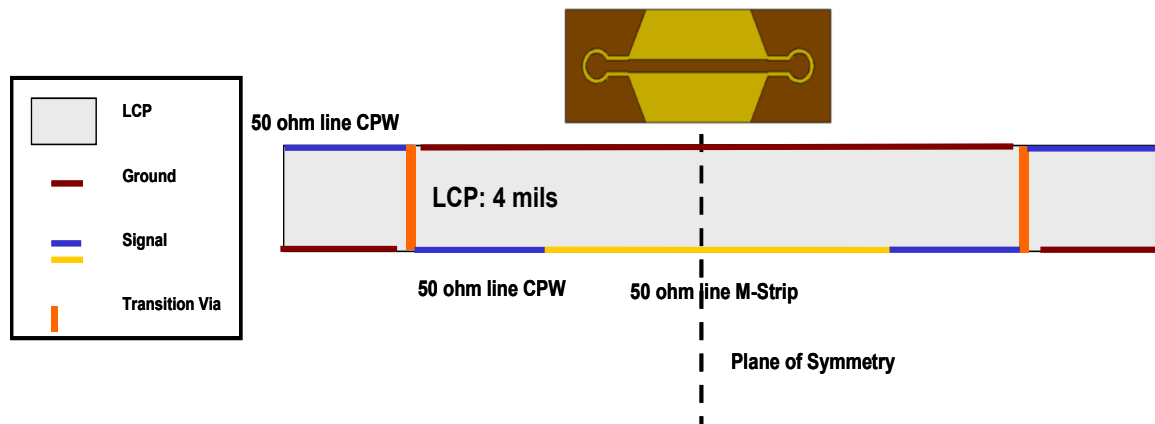 LCP
Ground
Signal
Transition Via
50 ohm line CPW
LCP: 4 mils
50 ohm line CPW
50 ohm line M-Strip
Plane of Symmetry